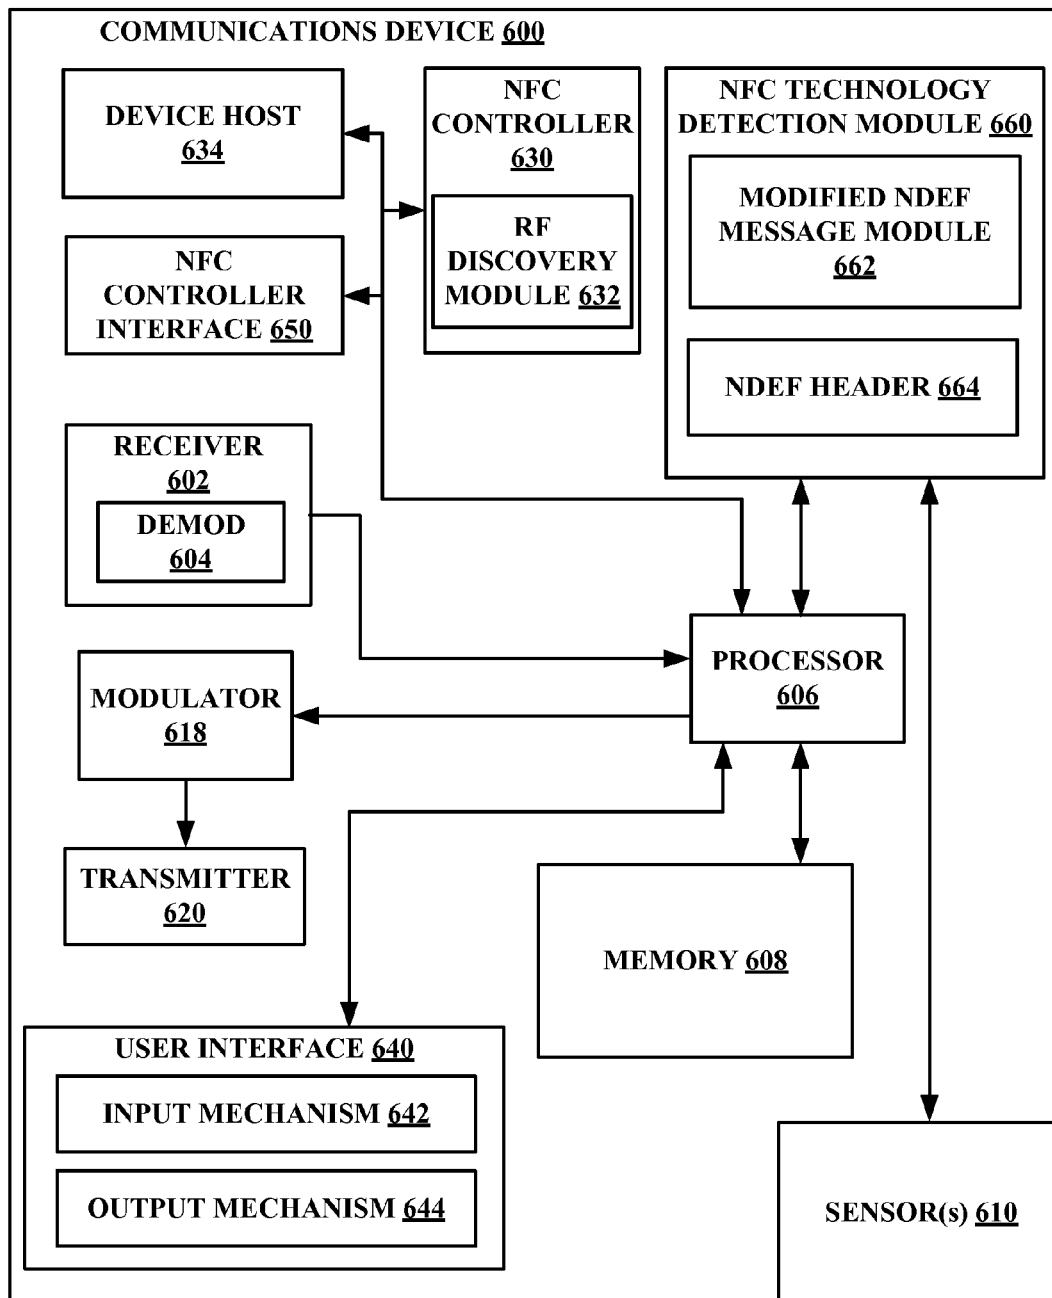 COMMUNICATIONS DEVICE 600
DEVICE HOST
634
NFC
CONTROLLER
630
RF
DISCOVERY
MODULE 632
NFC TECHNOLOGY
DETECTION MODULE 660
MODIFIED NDEF
MESSAGE MODULE
662
NDEF HEADER 664
NFC
CONTROLLER
INTERFACE 650
RECEIVER
602
DEMOD
604
PROCESSOR
606
MODULATOR
618
TRANSMITTER
620
MEMORY 608
USER INTERFACE 640
INPUT MECHANISM 642
OUTPUT MECHANISM 644
SENSOR(s) 610